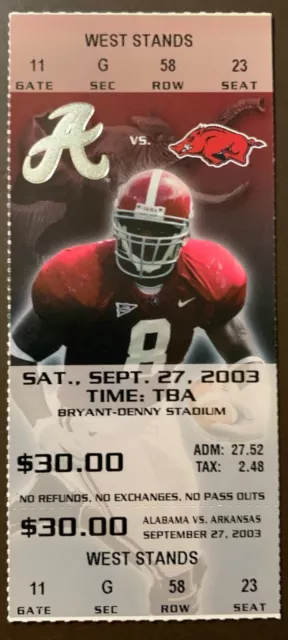 WEST STANDS
11 G 58 23
GATE SEC ROW SEAT
A VS.
8
SAT., SEPT. 27, 2003
TIME: TBA
BRYANT-DENNY STADIUM
$30.00 ADM: 27.52
TAX: 2.48
NO REFUNDS, NO EXCHANGES, NO PASS OUTS
$30.00 ALABAMA VS. ARKANSAS
SEPTEMBER 27, 2003
WEST STANDS
11 G 58 23
GATE SEC ROW SEAT